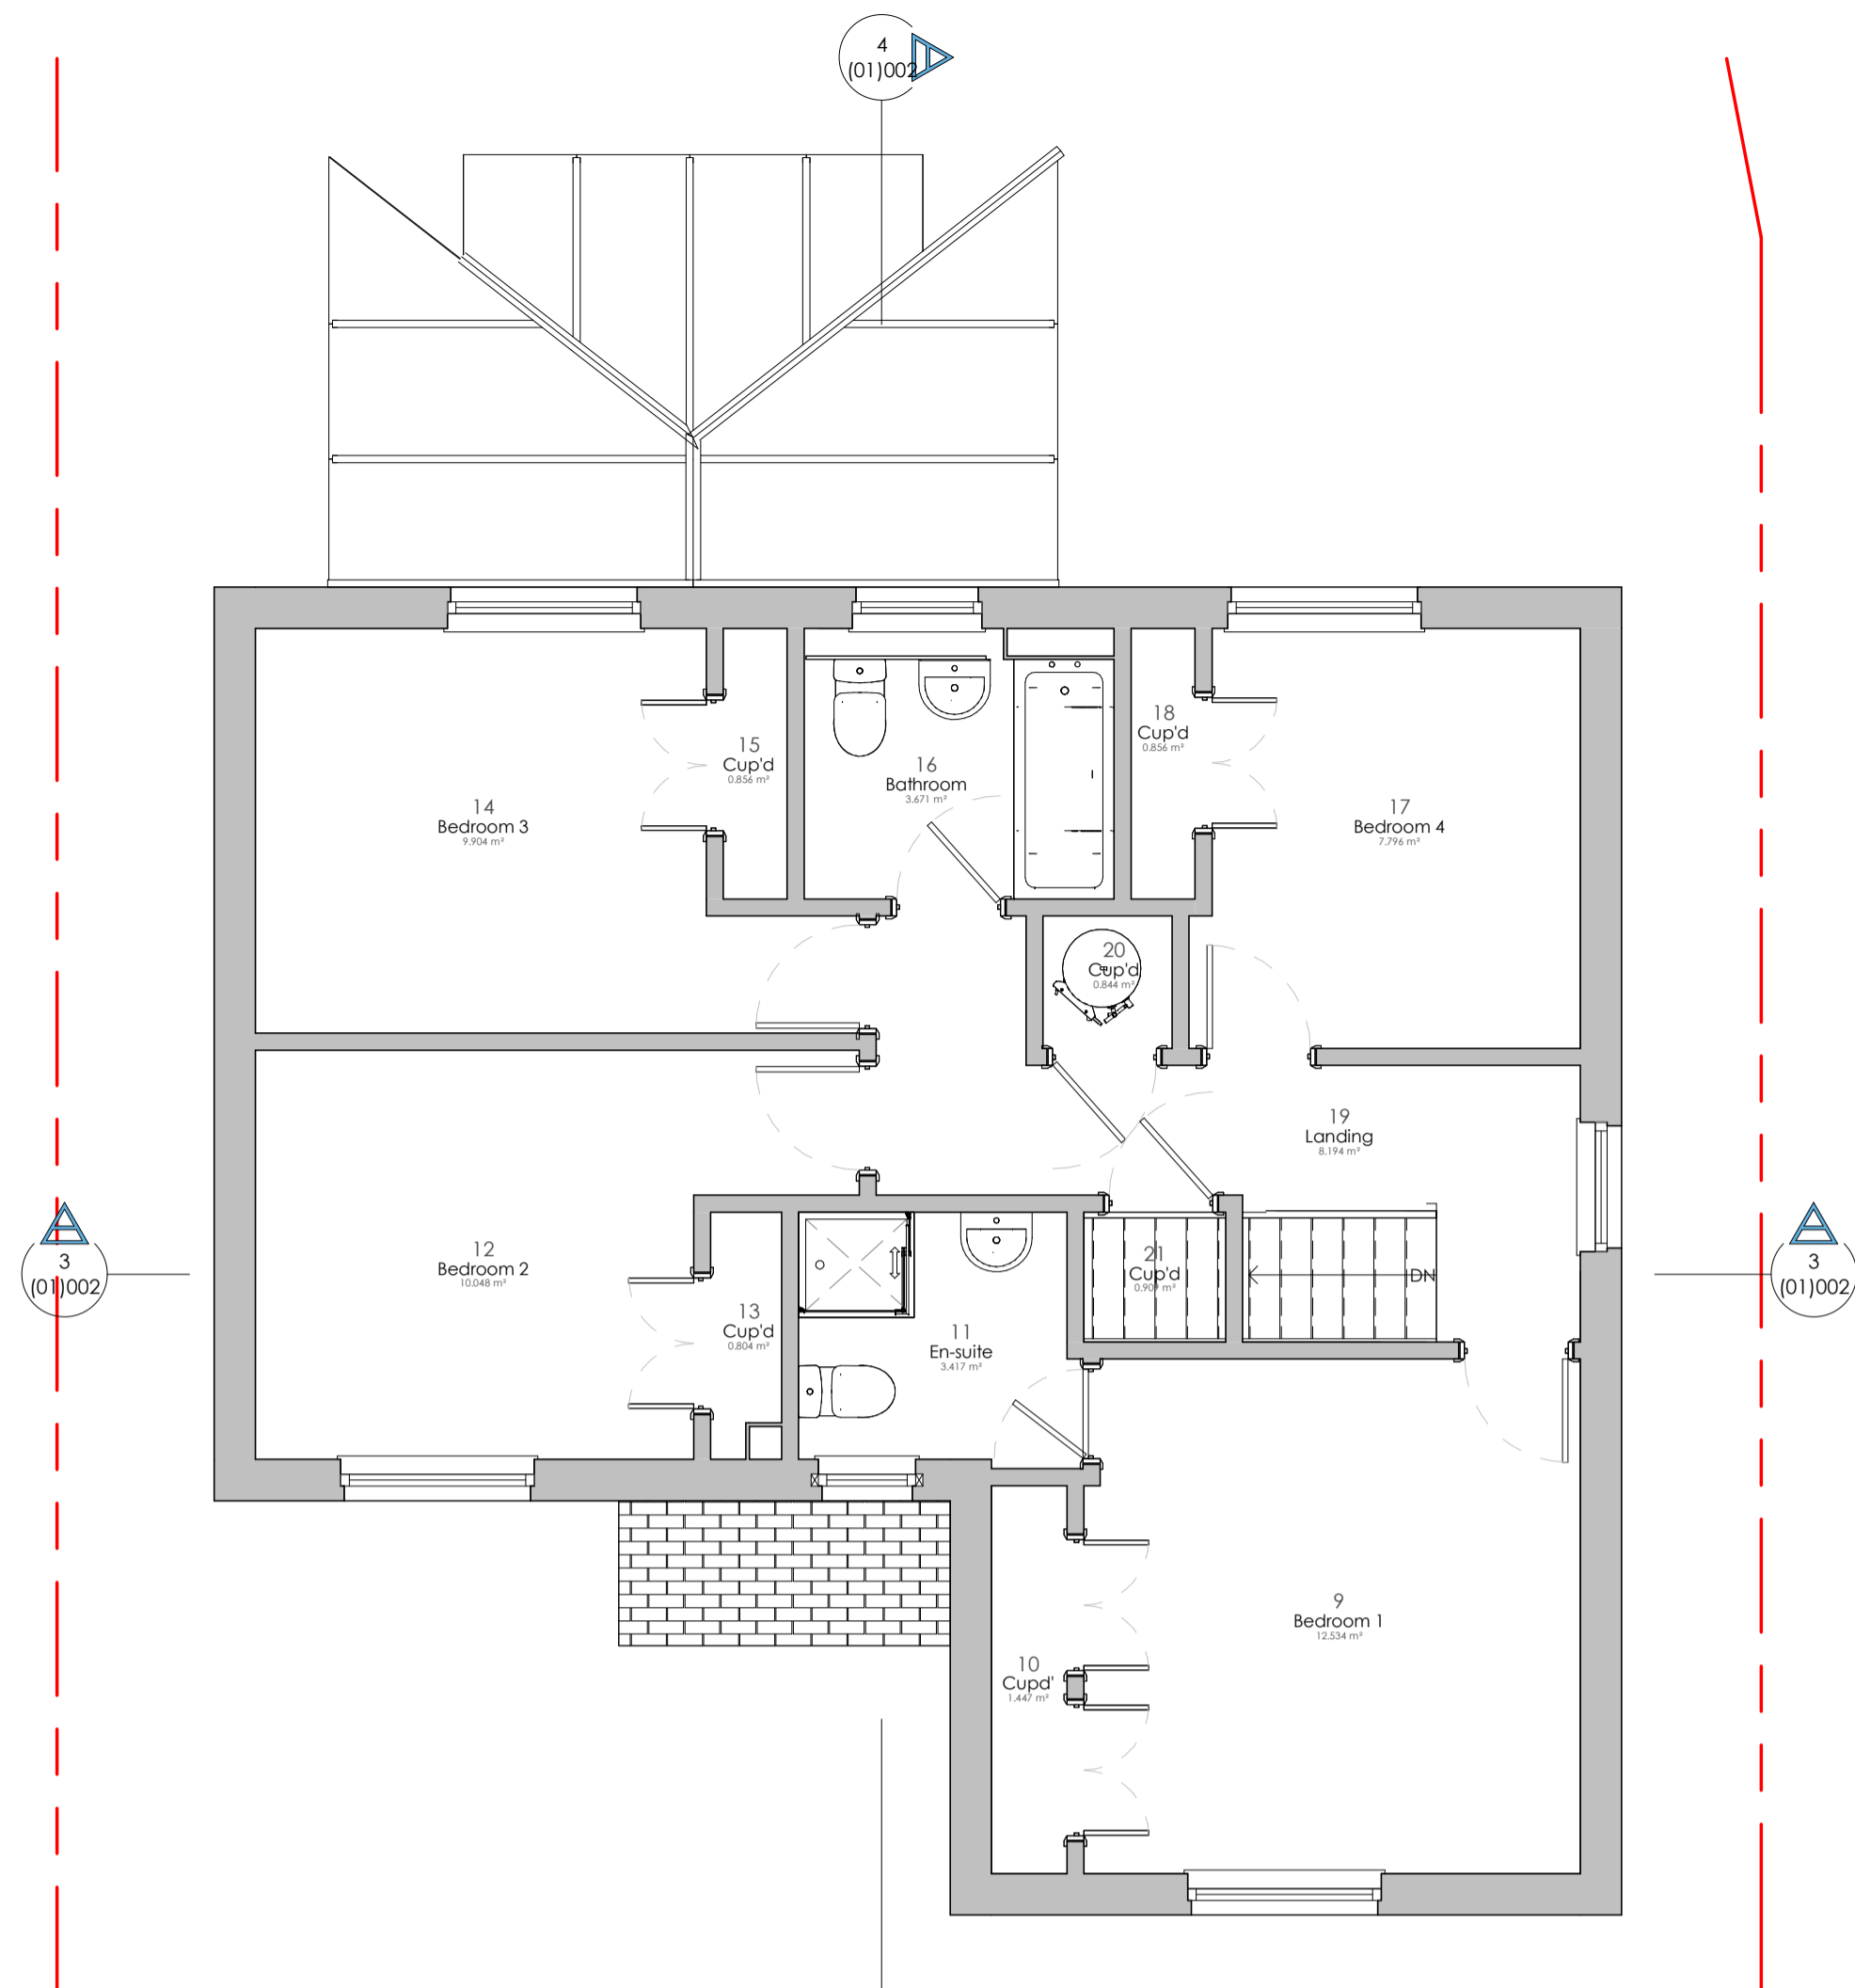 4
(01)002
14
Bedroom 3
9.904 m²
15
Cup'd
0.856 m²
16
Bathroom
3.671 m²
18
Cup'd
0.856 m²
17
Bedroom 4
7.796 m²
20
Cup'd
0.844 m²
19
Landing
8.194 m²
12
Bedroom 2
10.048 m²
13
Cup'd
0.804 m²
11
En-suite
3.417 m²
21
Cup'd
0.909 m²
DN
3
(01)002
3
(01)002
9
Bedroom 1
12.534 m²
10
Cupd'
1.447 m²